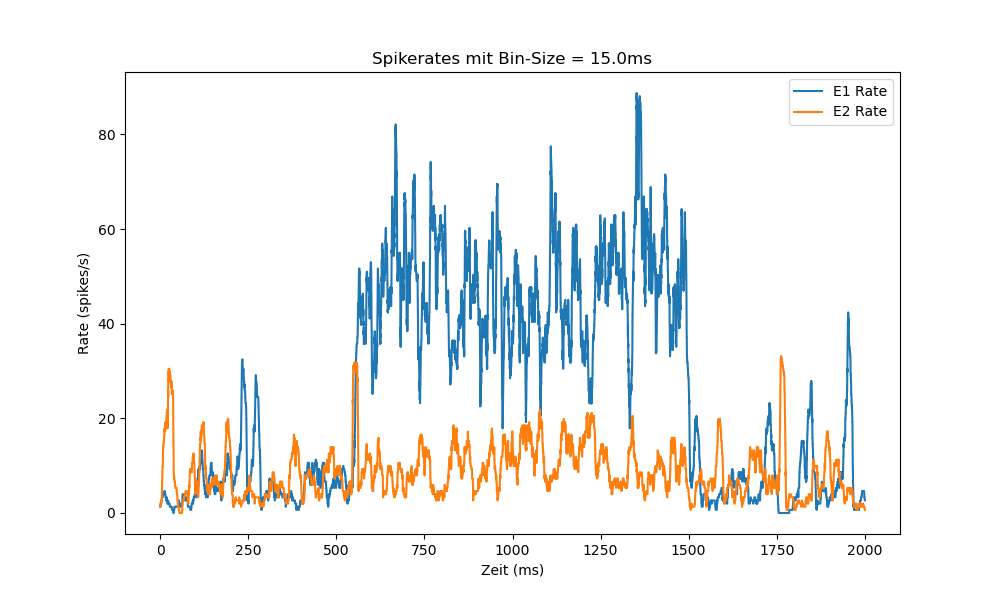 Spikerates mit Bin-Size = 15.0ms
E1 Rate
E2 Rate
Rate (spikes/s)
80
60
40
20
0
0 250 500 750 1000 1250 1500 1750 2000
Zeit (ms)